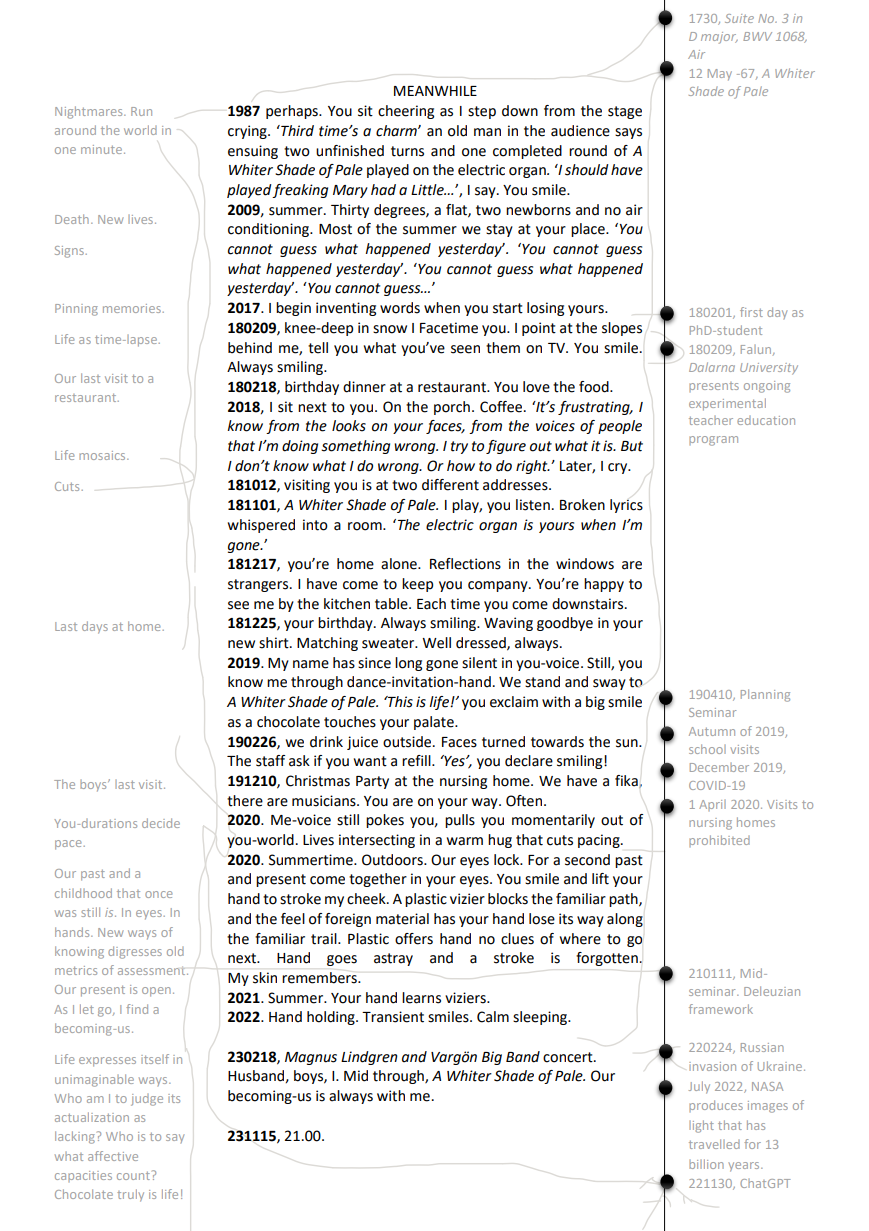 1730, Suite No. 3 in
D major, BWV 1068,
Air
12 May -67, A Whiter
Shade of Pale
MEANWHILE
Nightmares. Run
around the world in
one minute.
Death. New lives.
Signs.
Pinning memories.
Life as time-lapse.
Our last visit to a
restaurant.
Life mosaics.
Cuts.
Last days at home.
The boys’ last visit.
You-durations decide
pace.
Our past and a
childhood that once
was still is. In eyes. In
hands. New ways of
knowing digresses old
metrics of assessment.
Our present is open.
As I let go, I find a
becoming-us.
Life expresses itself in
unimaginable ways.
Who am I to judge its
actualization as
lacking? Who is to say
what affective
capacities count?
Chocolate truly is life!
1987 perhaps. You sit cheering as I step down from the stage
crying. ‘Third time’s a charm’ an old man in the audience says
ensuing two unfinished turns and one completed round of A
Whiter Shade of Pale played on the electric organ. ‘I should have
played freaking Mary had a Little…’, I say. You smile.
2009, summer. Thirty degrees, a flat, two newborns and no air
conditioning. Most of the summer we stay at your place. ‘You
cannot guess what happened yesterday’. ‘You cannot guess
what happened yesterday’. ‘You cannot guess what happened
yesterday’. ‘You cannot guess…’
2017. I begin inventing words when you start losing yours.
180209, knee-deep in snow I Facetime you. I point at the slopes
behind me, tell you what you’ve seen them on TV. You smile.
Always smiling.
180218, birthday dinner at a restaurant. You love the food.
2018, I sit next to you. On the porch. Coffee. ‘It’s frustrating, I
know from the looks on your faces, from the voices of people
that I’m doing something wrong. I try to figure out what it is. But
I don’t know what I do wrong. Or how to do right.’ Later, I cry.
181012, visiting you is at two different addresses.
181101, A Whiter Shade of Pale. I play, you listen. Broken lyrics
whispered into a room. ‘The electric organ is yours when I’m
gone.’
181217, you’re home alone. Reflections in the windows are
strangers. I have come to keep you company. You’re happy to
see me by the kitchen table. Each time you come downstairs.
181225, your birthday. Always smiling. Waving goodbye in your
new shirt. Matching sweater. Well dressed, always.
2019. My name has since long gone silent in you-voice. Still, you
know me through dance-invitation-hand. We stand and sway to
A Whiter Shade of Pale. ‘This is life!’ you exclaim with a big smile
as a chocolate touches your palate.
190226, we drink juice outside. Faces turned towards the sun.
The staff ask if you want a refill. ‘Yes’, you declare smiling!
191210, Christmas Party at the nursing home. We have a fika,
there are musicians. You are on your way. Often.
2020. Me-voice still pokes you, pulls you momentarily out of
you-world. Lives intersecting in a warm hug that cuts pacing.
2020. Summertime. Outdoors. Our eyes lock. For a second past
and present come together in your eyes. You smile and lift your
hand to stroke my cheek. A plastic vizier blocks the familiar path,
and the feel of foreign material has your hand lose its way along
the familiar trail. Plastic offers hand no clues of where to go
next. Hand goes astray and a stroke is forgotten.
My skin remembers.
2021. Summer. Your hand learns viziers.
2022. Hand holding. Transient smiles. Calm sleeping.
230218, Magnus Lindgren and Vargön Big Band concert.
Husband, boys, I. Mid through, A Whiter Shade of Pale. Our
becoming-us is always with me.
231115, 21.00.
180201, first day as
PhD-student
180209, Falun,
Dalarna University
presents ongoing
experimental
teacher education
program
190410, Planning
Seminar
Autumn of 2019,
school visits
December 2019,
COVID-19
1 April 2020. Visits to
nursing homes
prohibited
210111, Mid-
seminar. Deleuzian
framework
220224, Russian
invasion of Ukraine.
July 2022, NASA
produces images of
light that has
travelled for 13
billion years.
221130, ChatGPT